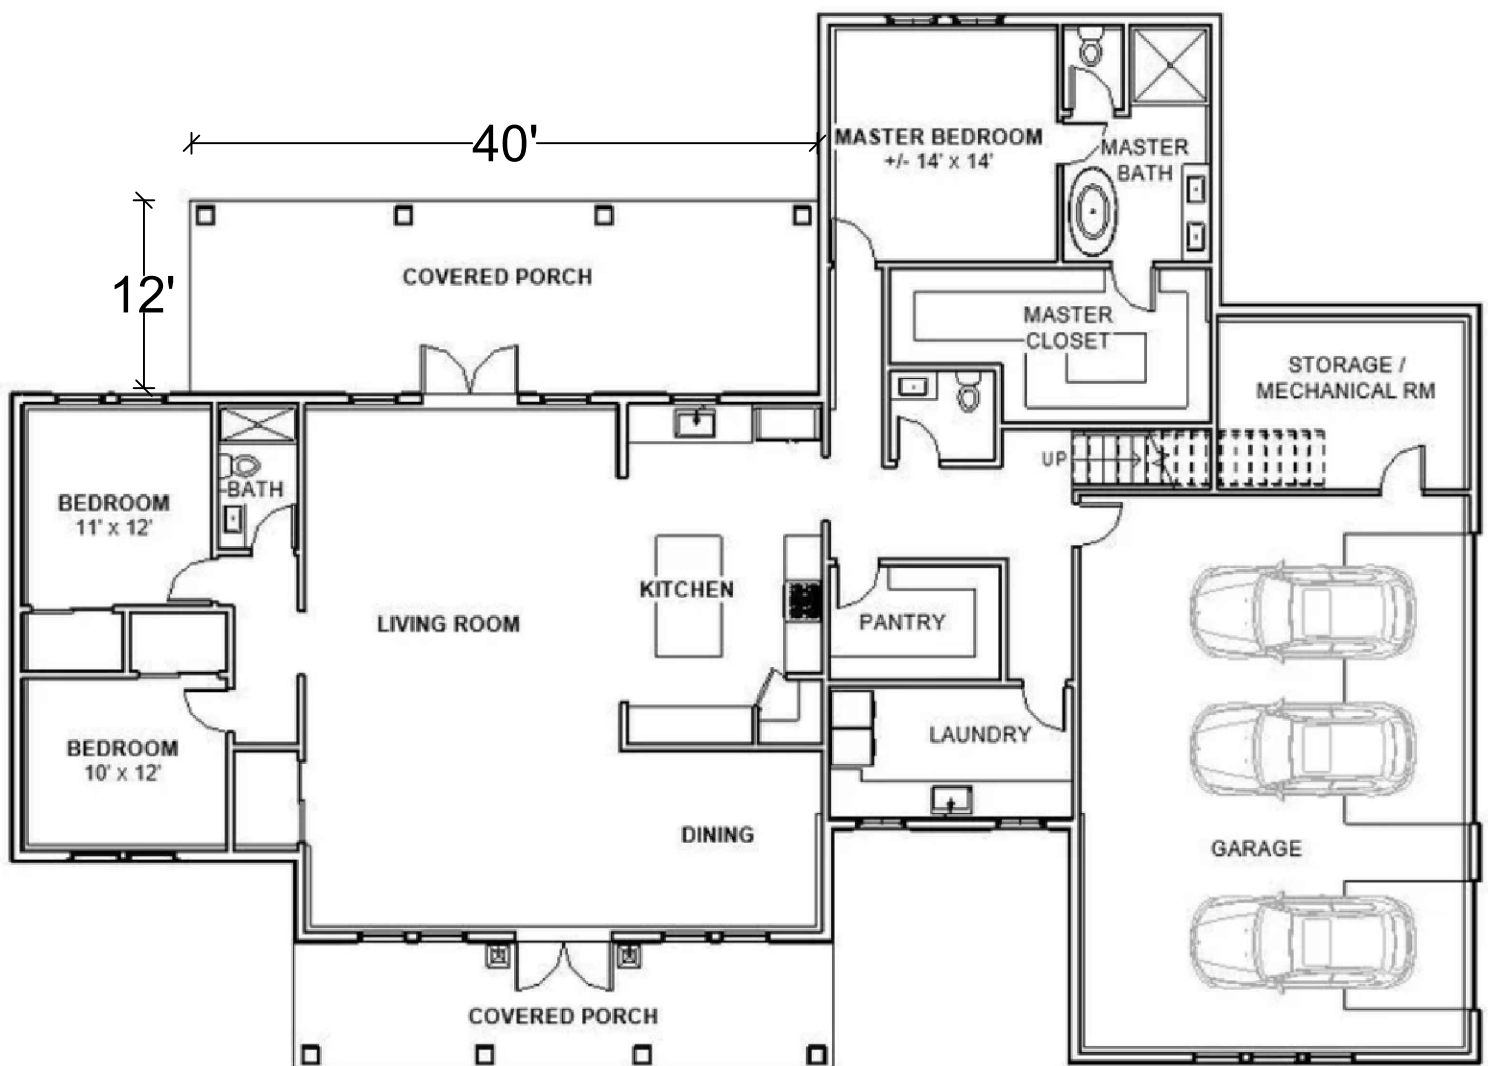 40'
MASTER BEDROOM
+/- 14' x 14'
MASTER
BATH
12'
COVERED PORCH
MASTER
CLOSET
STORAGE /
MECHANICAL RM
UP
BATH
BEDROOM
11' x 12'
KITCHEN
LIVING ROOM
PANTRY
LAUNDRY
BEDROOM
10' x 12'
DINING
GARAGE
COVERED PORCH